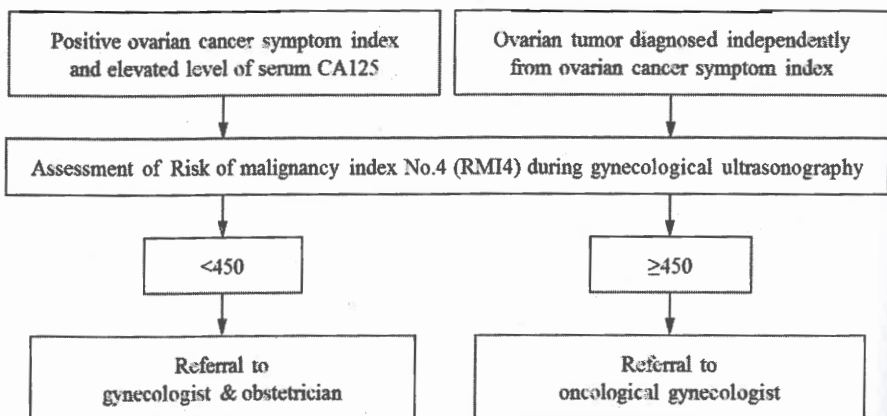 Positive ovarian cancer symptom index
and elevated level of serum CA125
Ovarian tumor diagnosed independently
from ovarian cancer symptom index
Assessment of Risk of malignancy index No.4 (RMI4) during gynecological ultrasonography
<450
≥450
Referral to
gynecologist & obstetrician
Referral to
oncological gynecologist